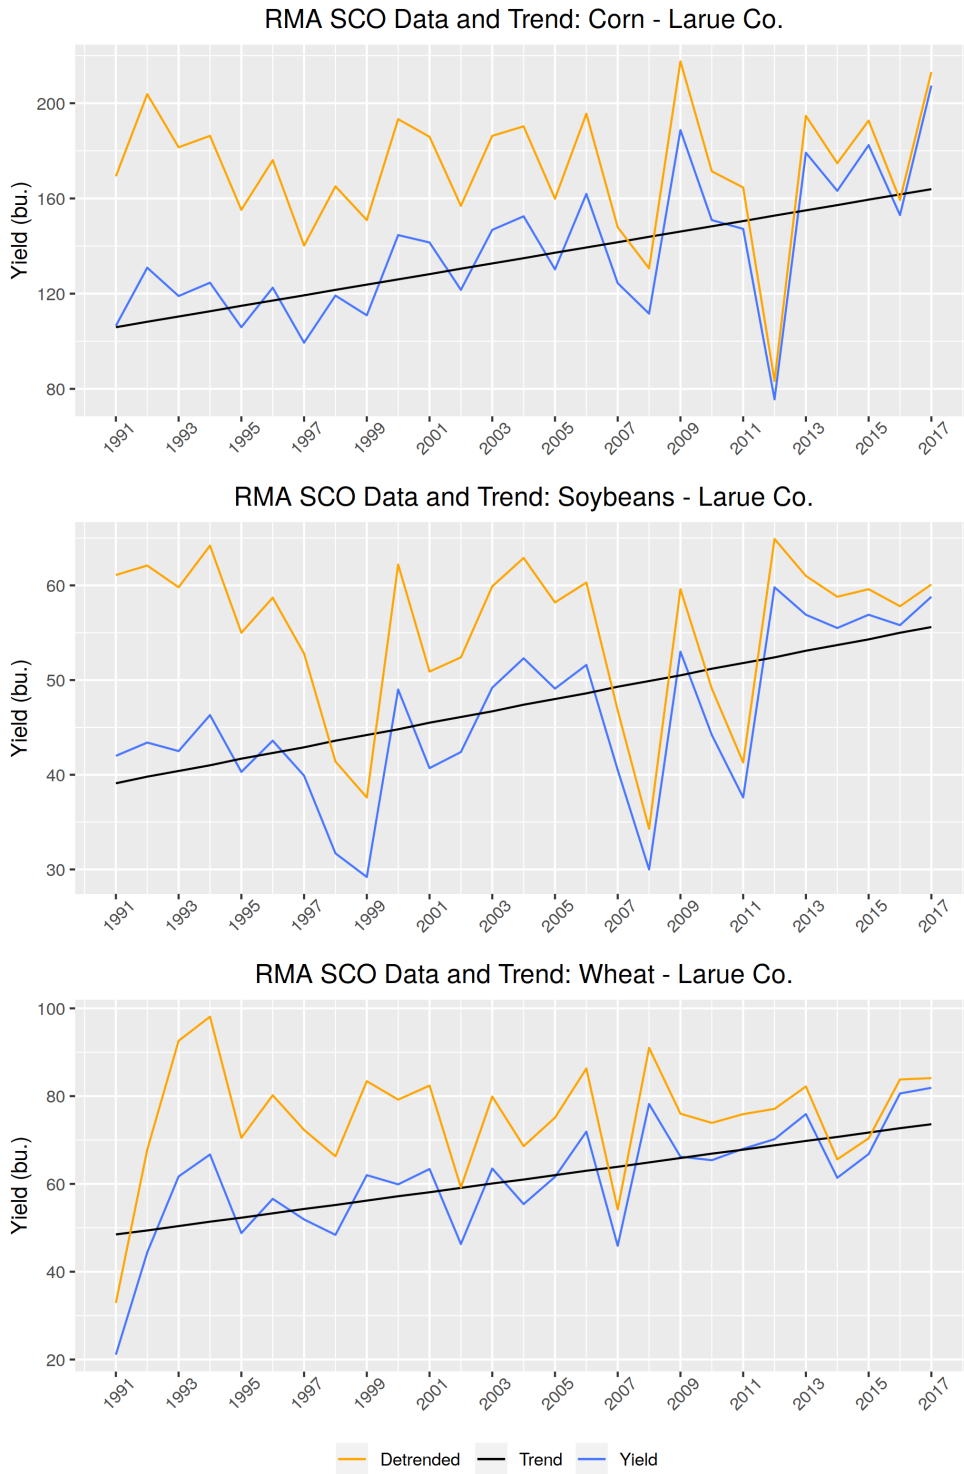 RMA SCO Data and Trend: Corn - Larue Co.
Yield (bu.)
200
160
120
80
1991 1993 1995 1997 1999 2001 2003 2005 2007 2009 2011 2013 2015 2017
RMA SCO Data and Trend: Soybeans - Larue Co.
Yield (bu.)
60
50
40
30
1991 1993 1995 1997 1999 2001 2003 2005 2007 2009 2011 2013 2015 2017
RMA SCO Data and Trend: Wheat - Larue Co.
Yield (bu.)
100
80
60
40
20
1991 1993 1995 1997 1999 2001 2003 2005 2007 2009 2011 2013 2015 2017
Detrended Trend Yield